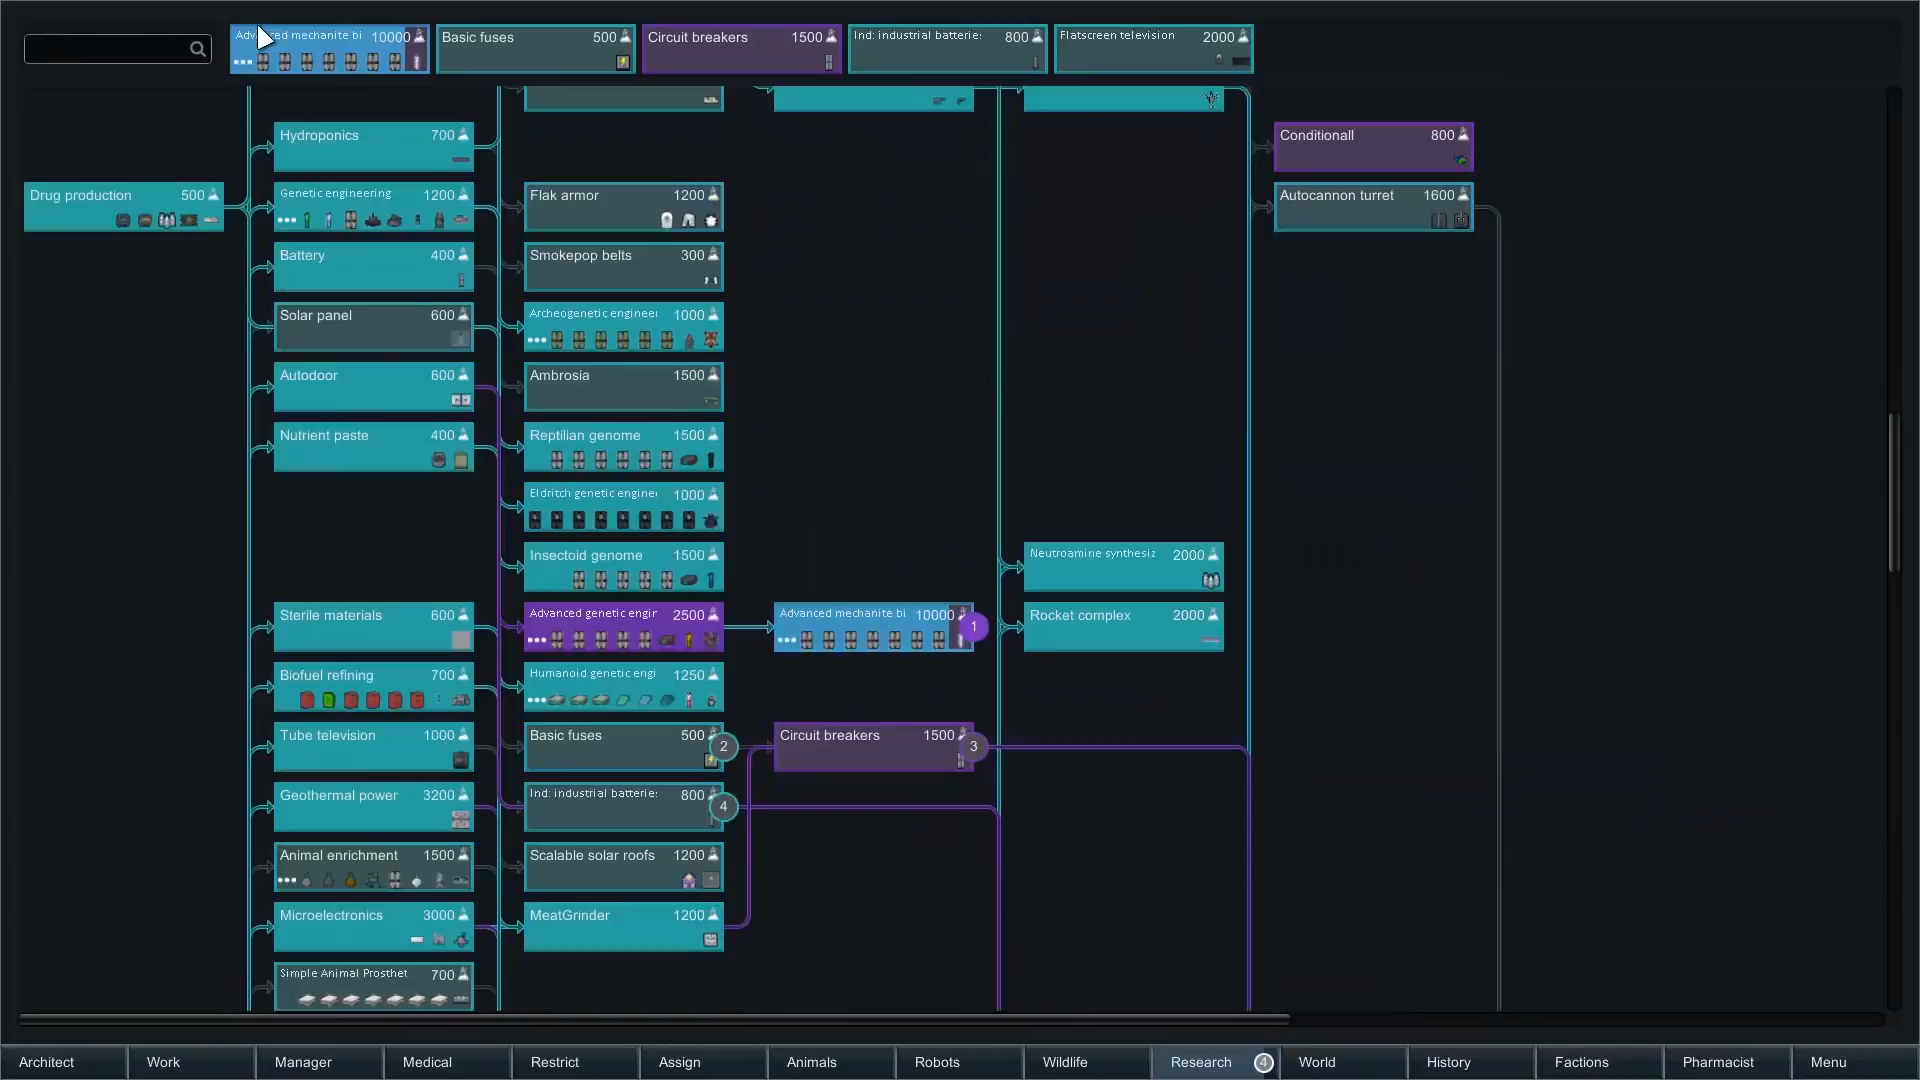 Advanced mechanite bi 10000
Basic fuses 500
Circuit breakers 1500
Ind: industrial batterie: 800
Flatscreen television 2000
Hydroponics 700
Conditionall 800
Drug production 500
Genetic engineering 1200
Flak armor 1200
Autocannon turret 1600
Battery 400
Smokepop belts 300
Solar panel 600
Archeogenetic engineer 1000
Autodoor 600
Ambrosia 1500
Nutrient paste 400
Reptilian genome 1500
Eldritch genetic engine 1000
Insectoid genome 1500
Neutroamine synthesiz 2000
Sterile materials 600
Advanced genetic engir 2500
Advanced mechanite bi 10000
1
Rocket complex 2000
Biofuel refining 700
Humanoid genetic engi 1250
Tube television 1000
Basic fuses 500
2
Circuit breakers 1500
3
Geothermal power 3200
Ind: industrial batterie: 800
4
Animal enrichment 1500
Scalable solar roofs 1200
Microelectronics 3000
MeatGrinder 1200
Simple Animal Prosthet 700
Architect
Work
Manager
Medical
Restrict
Assign
Animals
Robots
Wildlife
Research 4
World
History
Factions
Pharmacist
Menu